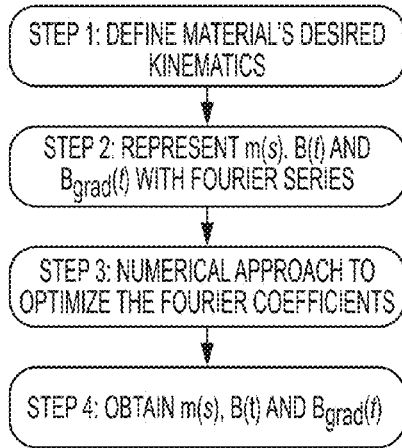 STEP 1: DEFINE MATERIAL'S DESIRED
KINEMATICS
STEP 2: REPRESENT m(s), B(t) AND
Bgrad(t) WITH FOURIER SERIES
STEP 3: NUMERICAL APPROACH TO
OPTIMIZE THE FOURIER COEFFICIENTS
STEP 4: OBTAIN m(s), B(t) AND Bgrad(t)